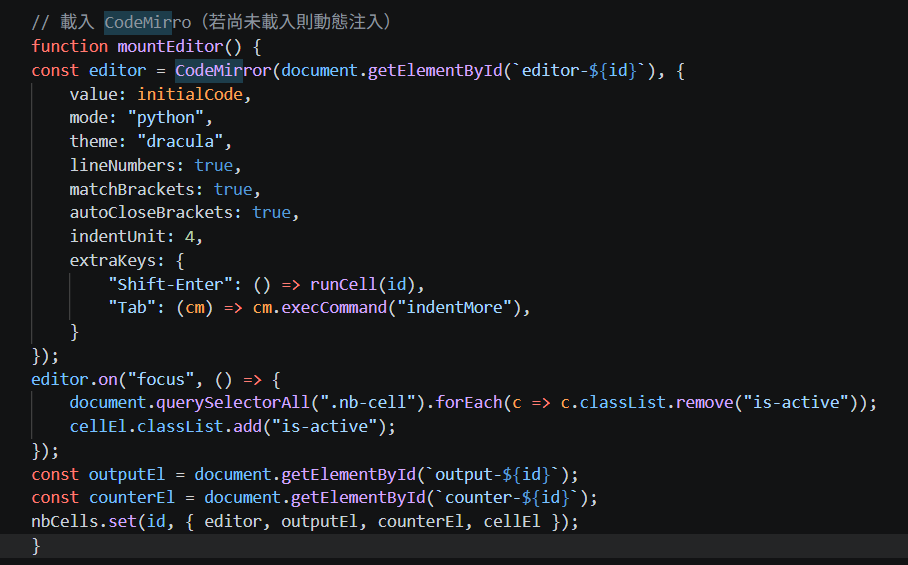 // 載入 CodeMirro（若尚未載入則動態注入）
function mountEditor() {
const editor = CodeMirror(document.getElementById(`editor-${id}`), {
    value: initialCode,
    mode: "python",
    theme: "dracula",
    lineNumbers: true,
    matchBrackets: true,
    autoCloseBrackets: true,
    indentUnit: 4,
    extraKeys: {
        "Shift-Enter": () => runCell(id),
        "Tab": (cm) => cm.execCommand("indentMore"),
    }
});
editor.on("focus", () => {
    document.querySelectorAll(".nb-cell").forEach(c => c.classList.remove("is-active"));
    cellEl.classList.add("is-active");
});
const outputEl = document.getElementById(`output-${id}`);
const counterEl = document.getElementById(`counter-${id}`);
nbCells.set(id, { editor, outputEl, counterEl, cellEl });
}